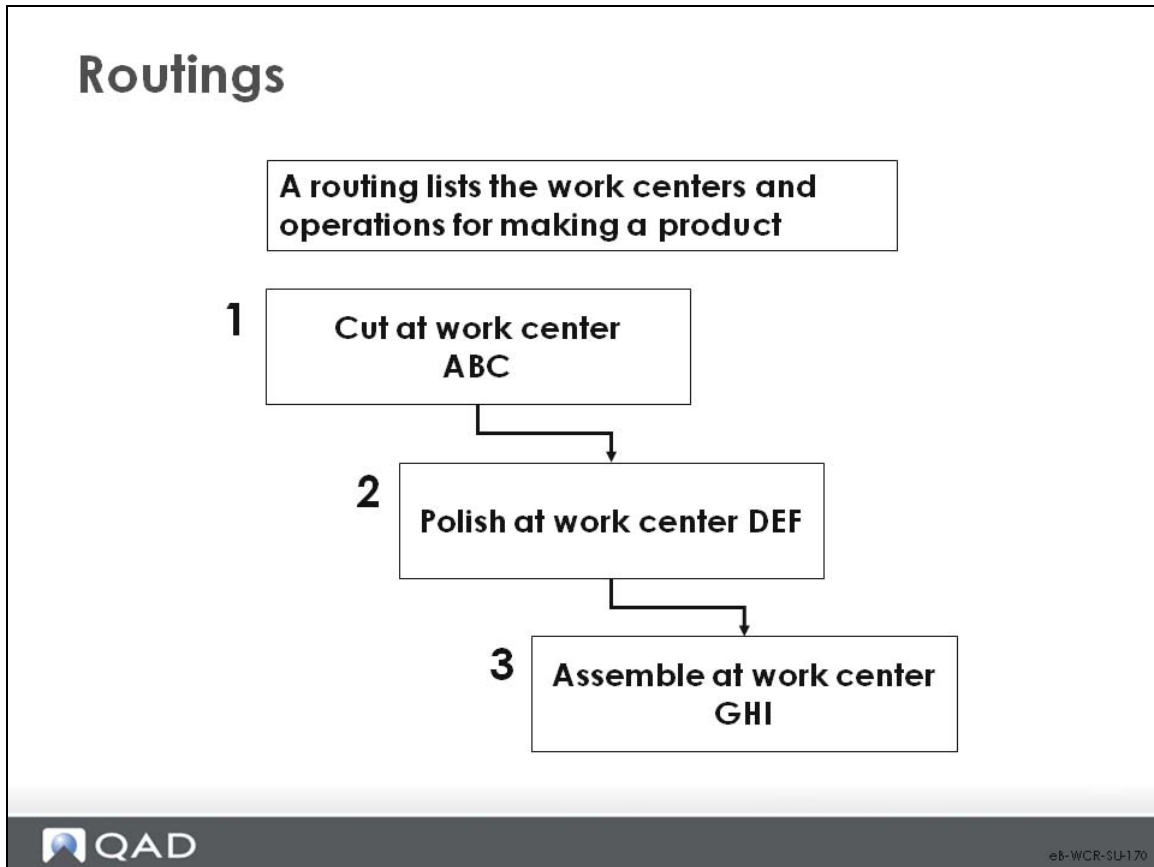 Routings
A routing lists the work centers and
operations for making a product
1
Cut at work center
ABC
2
Polish at work center DEF
3
Assemble at work center
GHI
QAD
eB-WCR-SU-170